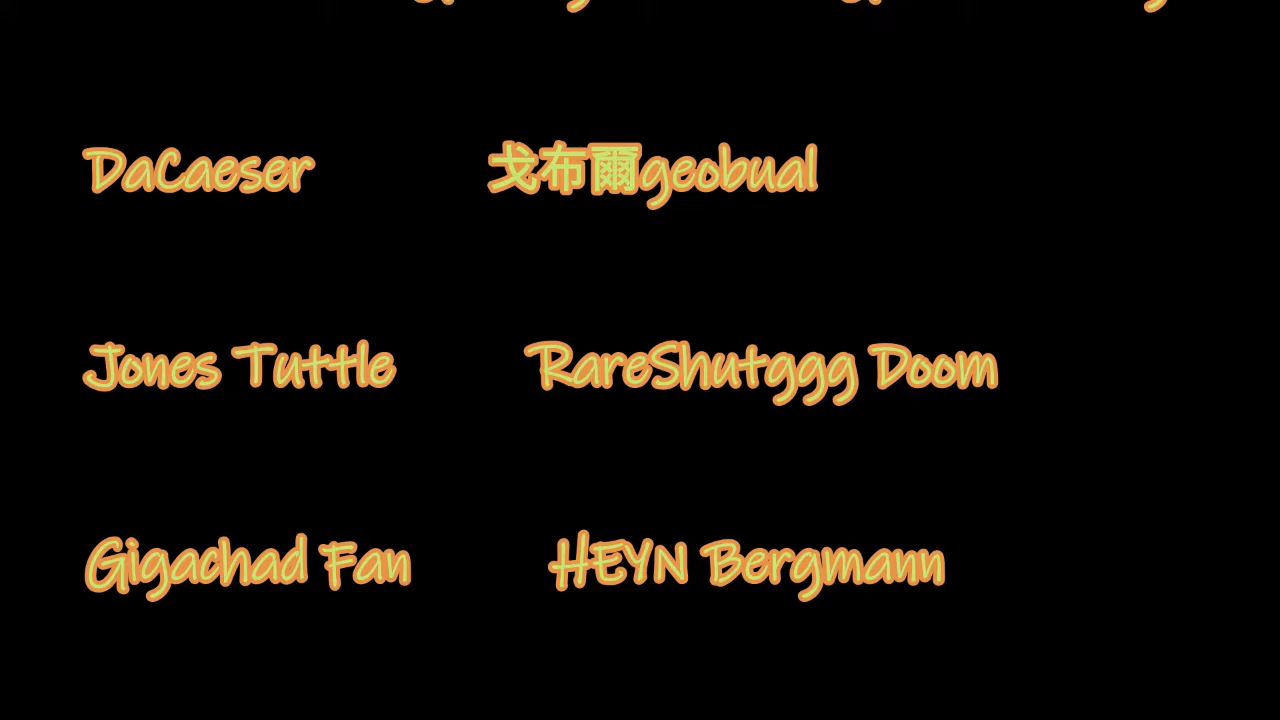 DaCaeser 戈布爾geobual
Jones Tuttle RareShutggg Doom
Gigachad Fan HEYN Bergmann